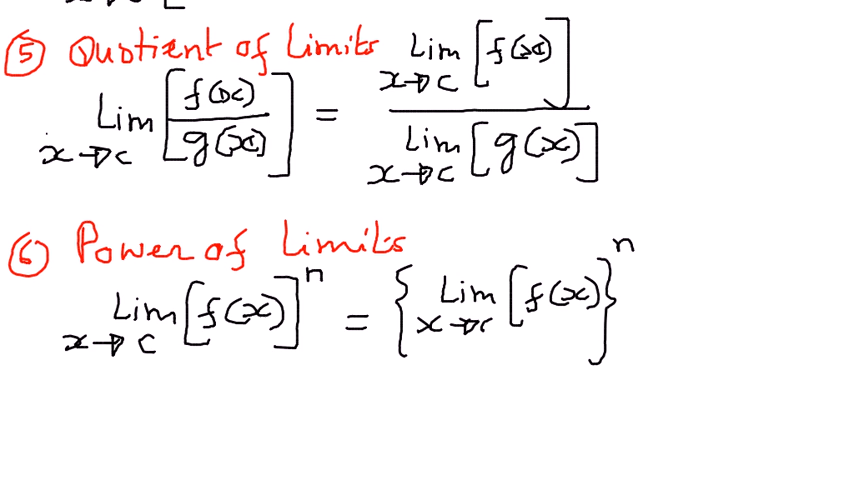 ⑤ Quotient of Limits
Lim x→c [f(x)/g(x)] = Lim x→c [f(x)] / Lim x→c [g(x)]
⑥ Power of Limits
Lim x→c [f(x)]ⁿ = {Lim x→c [f(x)}ⁿ